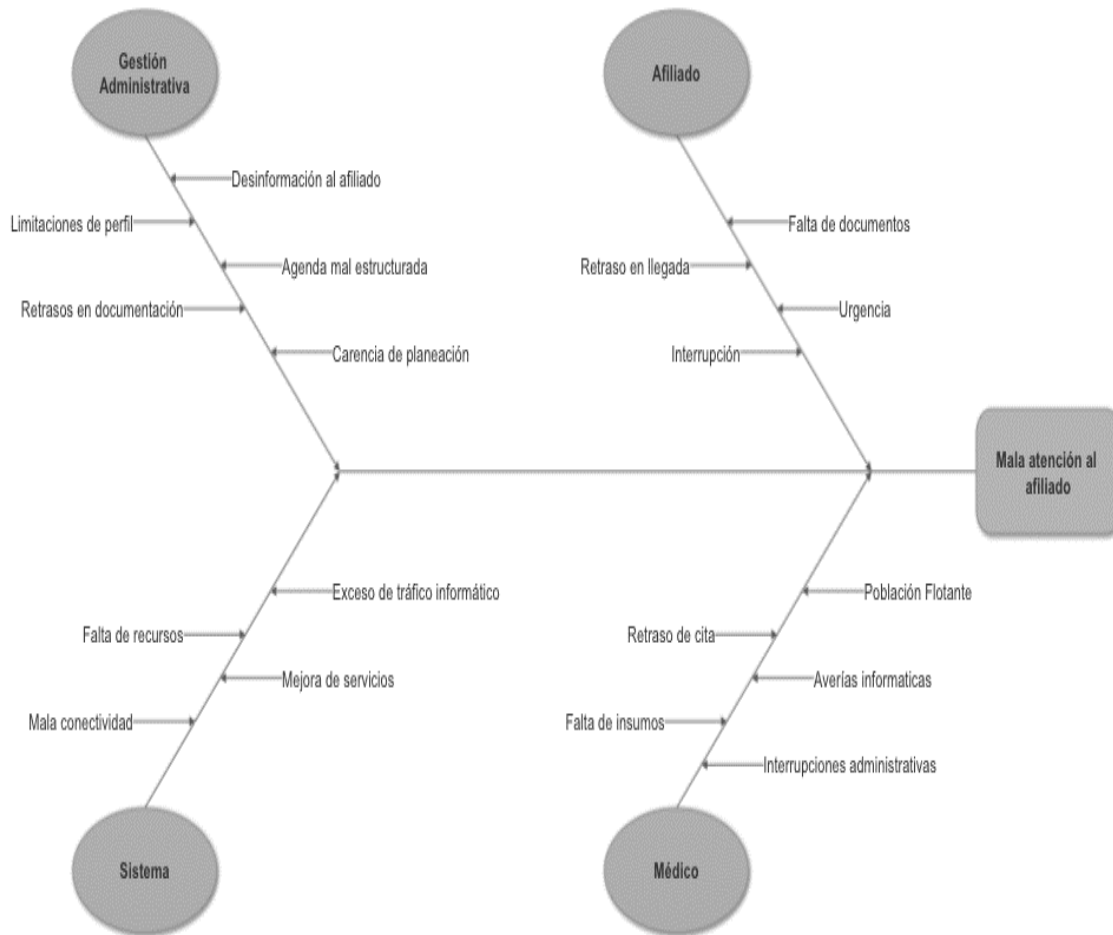 Gestión
Administrativa
Afiliado
Desinformación al afiliado
Limitaciones de perfil
Agenda mal estructurada
Retrasos en documentación
Carencia de planeación
Falta de documentos
Retraso en llegada
Urgencia
Interrupción
Mala atención al
afiliado
Exceso de tráfico informático
Falta de recursos
Mejora de servicios
Mala conectividad
Población Flotante
Retraso de cita
Averías informaticas
Falta de insumos
Interrupciones administrativas
Sistema
Médico